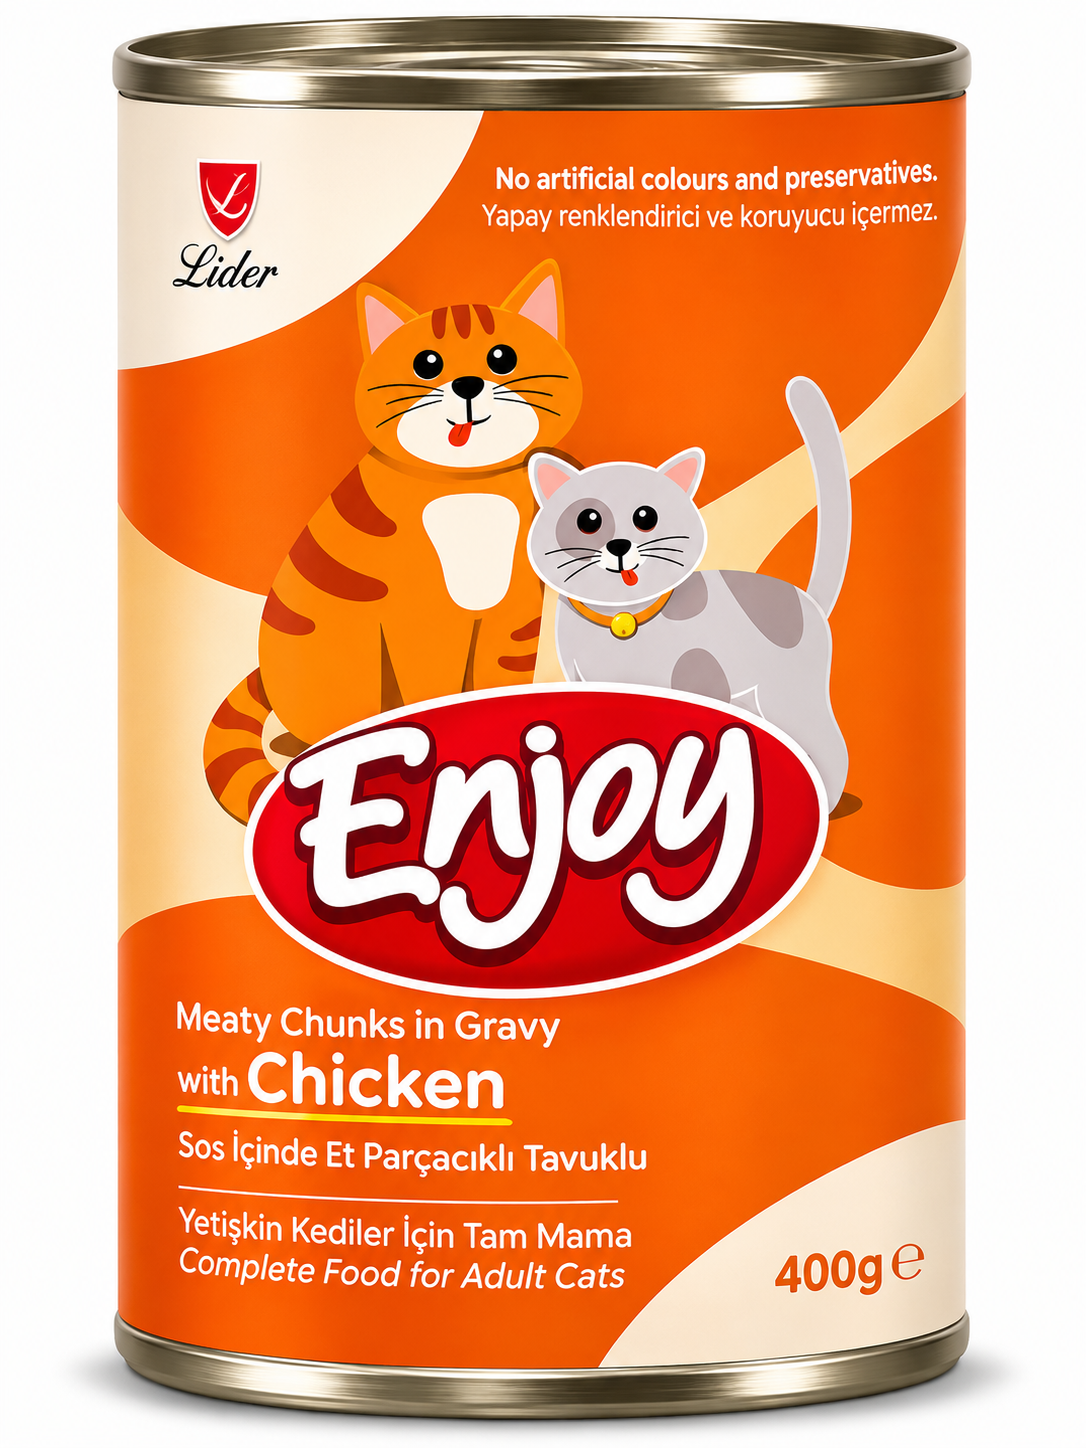 Lider
No artificial colours and preservatives.
Yapay renklendirici ve koruyucu içermez.
Enjoy
Meaty Chunks in Gravy
with Chicken
Sos İçinde Et Parçacıklı Tavuklu
Yetişkin Kediler İçin Tam Mama
Complete Food for Adult Cats
400g ℮